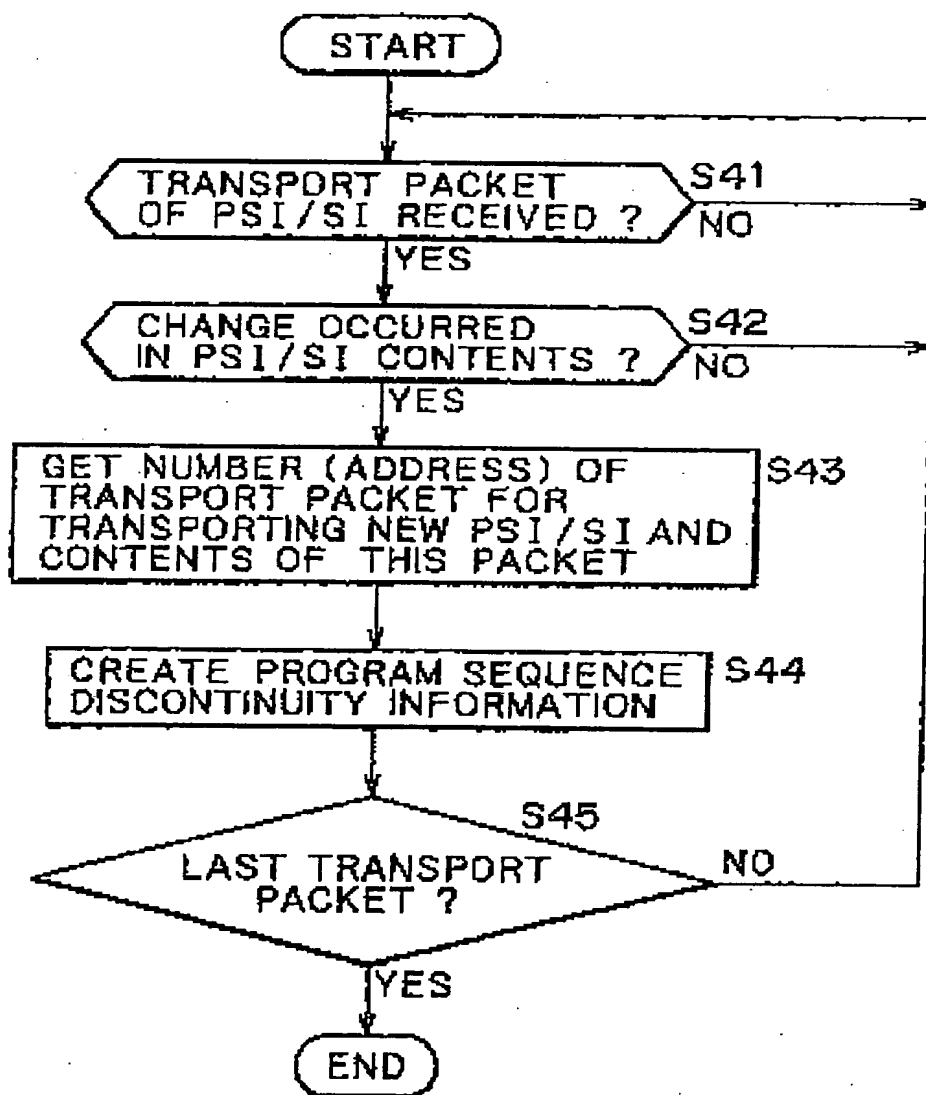 START
TRANSPORT PACKET
OF PSI/SI RECEIVED ?
S41
NO
YES
CHANGE OCCURRED
IN PSI/SI CONTENTS ?
S42
NO
YES
GET NUMBER (ADDRESS) OF
TRANSPORT PACKET FOR
TRANSPORTING NEW PSI/SI AND
CONTENTS OF THIS PACKET
S43
CREATE PROGRAM SEQUENCE
DISCONTINUITY INFORMATION
S44
S45
LAST TRANSPORT
PACKET ?
NO
YES
END